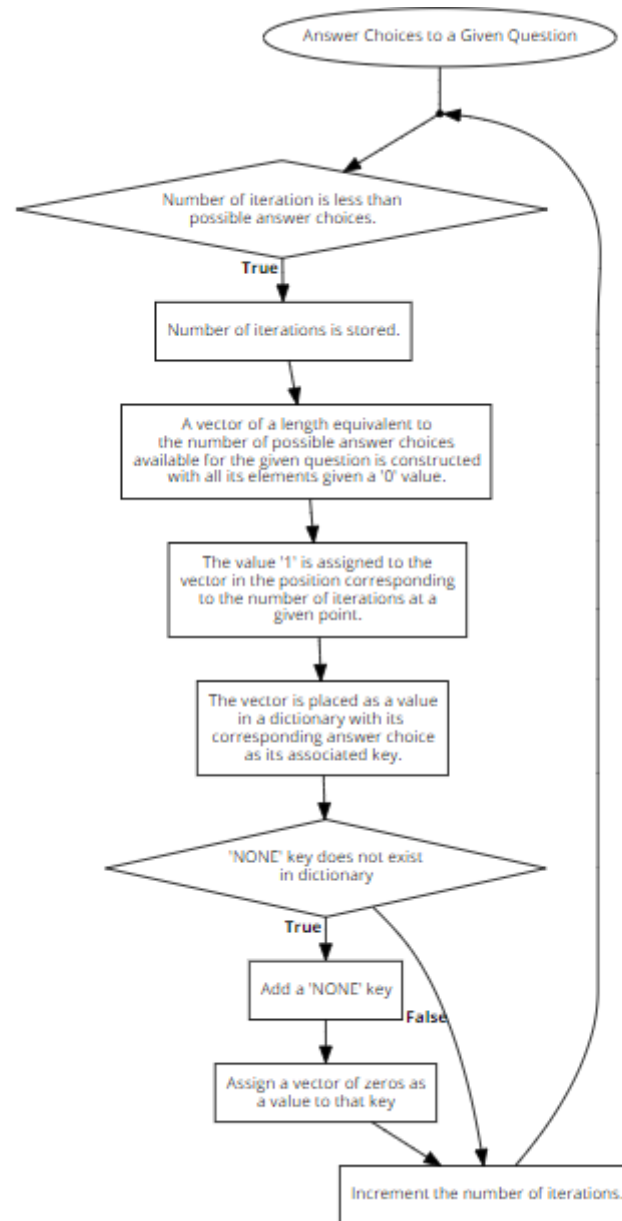 Answer Choices to a Given Question
Number of iteration is less than
possible answer choices.
True
Number of iterations is stored.
A vector of a length equivalent to
the number of possible answer choices
available for the given question is constructed
with all its elements given a '0' value.
The value '1' is assigned to the
vector in the position corresponding
to the number of iterations at a
given point.
The vector is placed as a value
in a dictionary with its
corresponding answer choice
as its associated key.
'NONE' key does not exist
in dictionary
True
Add a 'NONE' key
False
Assign a vector of zeros as
a value to that key
Increment the number of iterations.